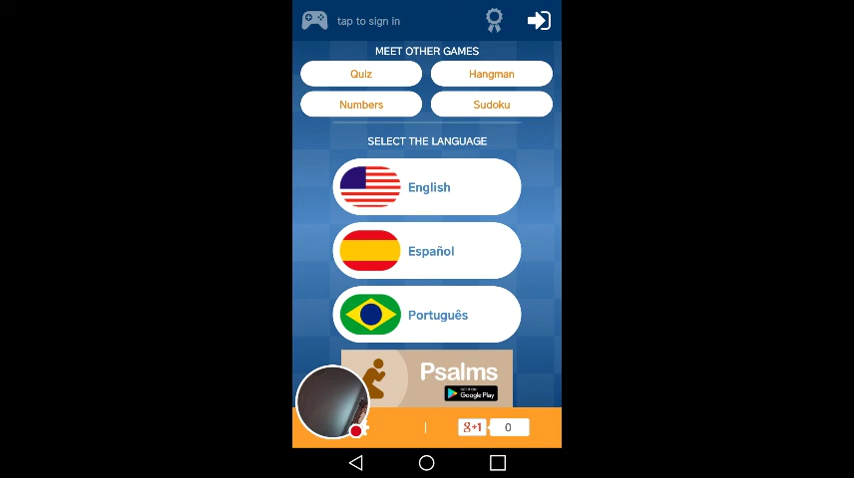 tap to sign in
MEET OTHER GAMES
Quiz
Hangman
Numbers
Sudoku
SELECT THE LANGUAGE
English
Español
Português
Psalms
GET IT ON
Google Play
g+1
0